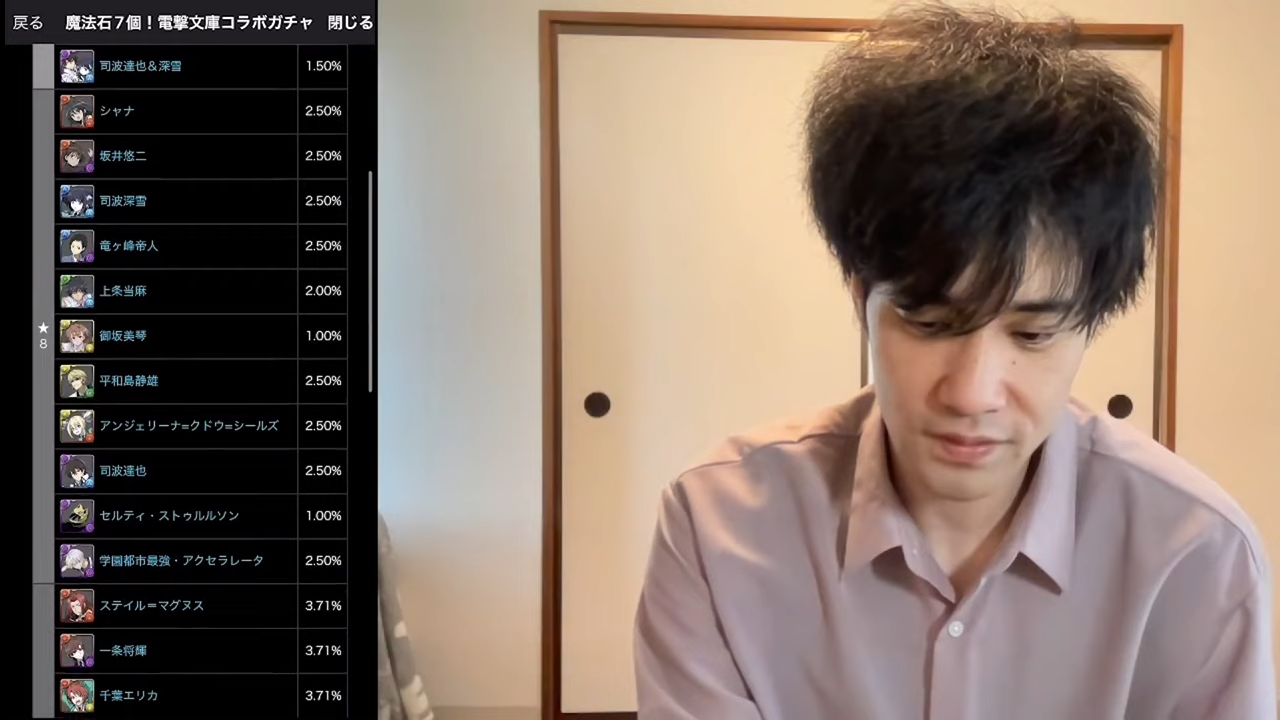 戻る 魔法石7個！電撃文庫コラボガチャ 閉じる
司波達也＆深雪 1.50%
シャナ 2.50%
坂井悠二 2.50%
司波深雪 2.50%
竜ヶ峰帝人 2.50%
上条当麻 2.00%
★
8
御坂美琴 1.00%
平和島静雄 2.50%
アンジェリーナ=クドウ=シールズ 2.50%
司波達也 2.50%
セルティ・ストゥルルソン 1.00%
学園都市最強・アクセラレータ 2.50%
ステイル＝マグヌス 3.71%
一条将輝 3.71%
千葉エリカ 3.71%